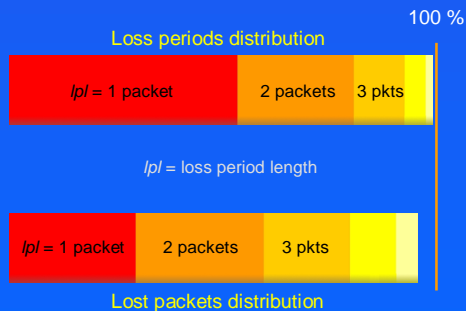 100 %
Loss periods distribution
lpl = 1 packet 2 packets 3 pkts
lpl = loss period length
lpl = 1 packet 2 packets 3 pkts
Lost packets distribution